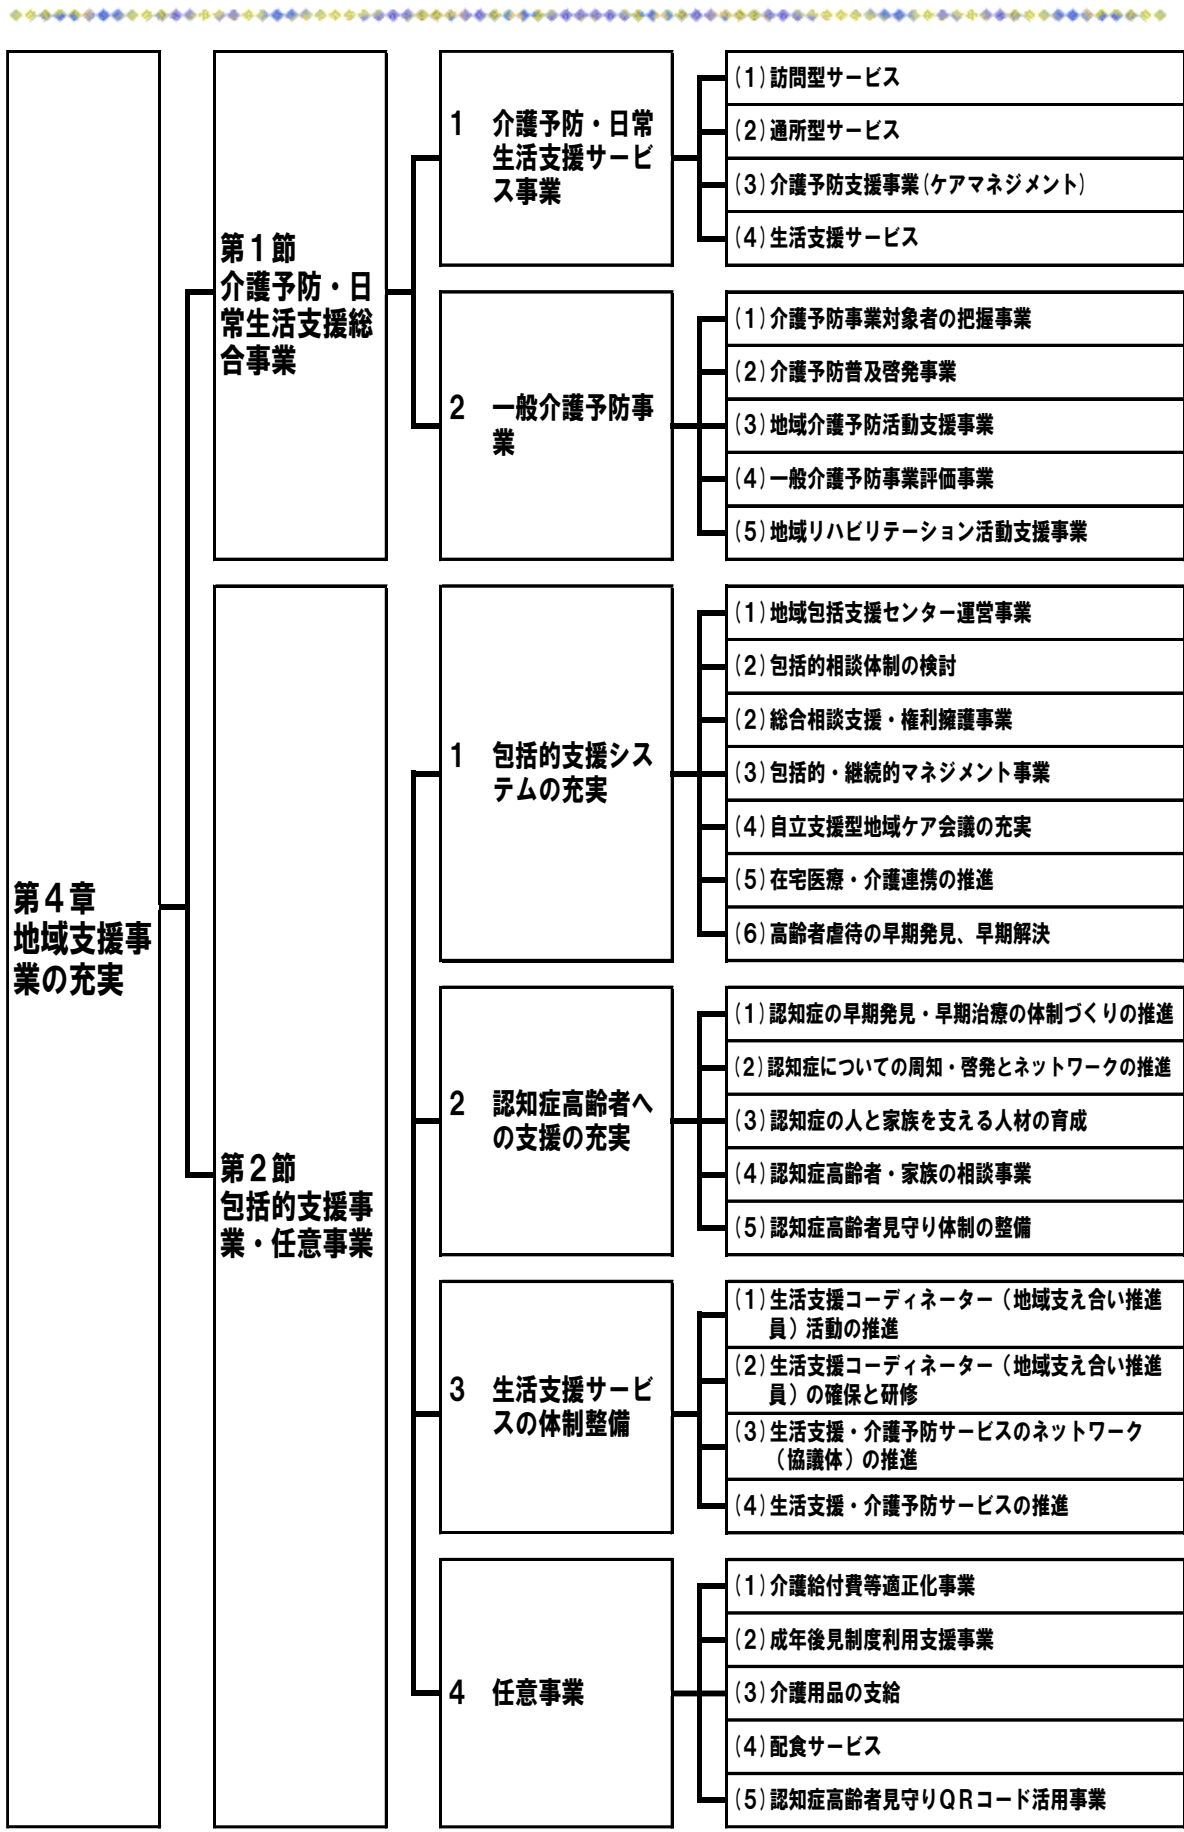 第４章
地域支援事
業の充実
第１節
介護予防・日
常生活支援総
合事業
１　介護予防・日常
生活支援サービ
ス事業
(１)訪問型サービス
(２)通所型サービス
(３)介護予防支援事業(ケアマネジメント)
(４)生活支援サービス
２　一般介護予防事
業
(１)介護予防事業対象者の把握事業
(２)介護予防普及啓発事業
(３)地域介護予防活動支援事業
(４)一般介護予防事業評価事業
(５)地域リハビリテーション活動支援事業
第２節
包括的支援事
業・任意事業
１　包括的支援シス
テムの充実
(１)地域包括支援センター運営事業
(２)包括的相談体制の検討
(２)総合相談支援・権利擁護事業
(３)包括的・継続的マネジメント事業
(４)自立支援型地域ケア会議の充実
(５)在宅医療・介護連携の推進
(６)高齢者虐待の早期発見、早期解決
２　認知症高齢者へ
の支援の充実
(１)認知症の早期発見・早期治療の体制づくりの推進
(２)認知症についての周知・啓発とネットワークの推進
(３)認知症の人と家族を支える人材の育成
(４)認知症高齢者・家族の相談事業
(５)認知症高齢者見守り体制の整備
３　生活支援サービ
スの体制整備
(１)生活支援コーディネーター（地域支え合い推進
員）活動の推進
(２)生活支援コーディネーター（地域支え合い推進
員）の確保と研修
(３)生活支援・介護予防サービスのネットワーク
（協議体）の推進
(４)生活支援・介護予防サービスの推進
４　任意事業
(１)介護給付費等適正化事業
(２)成年後見制度利用支援事業
(３)介護用品の支給
(４)配食サービス
(５)認知症高齢者見守りＱＲコード活用事業